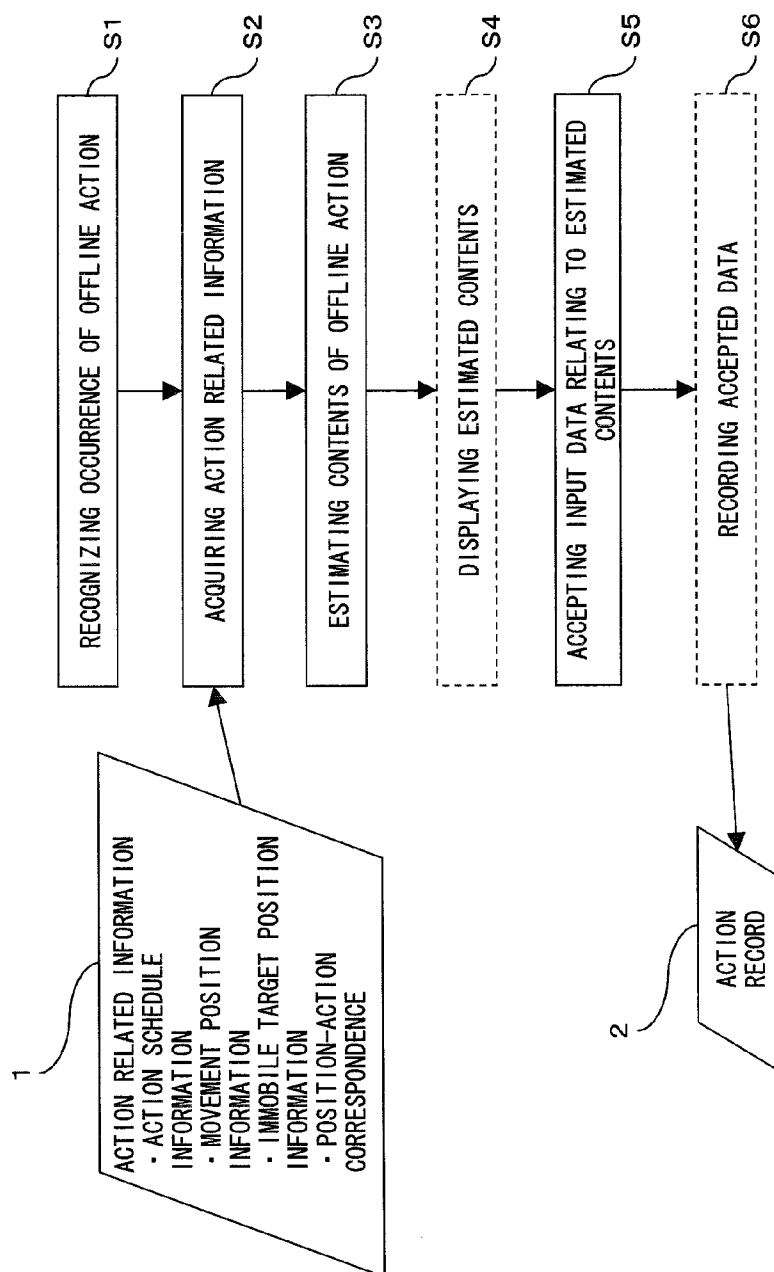 1
ACTION RELATED INFORMATION
・ACTION SCHEDULE
INFORMATION
・MOVEMENT POSITION
INFORMATION
・IMMOBILE TARGET POSITION
INFORMATION
・POSITION-ACTION
CORRESPONDENCE
RECOGNIZING OCCURRENCE OF OFFLINE ACTION
S1
ACQUIRING ACTION RELATED INFORMATION
S2
ESTIMATING CONTENTS OF OFFLINE ACTION
S3
DISPLAYING ESTIMATED CONTENTS
S4
ACCEPTING INPUT DATA RELATING TO ESTIMATED
CONTENTS
S5
RECORDING ACCEPTED DATA
S6
2
ACTION
RECORD